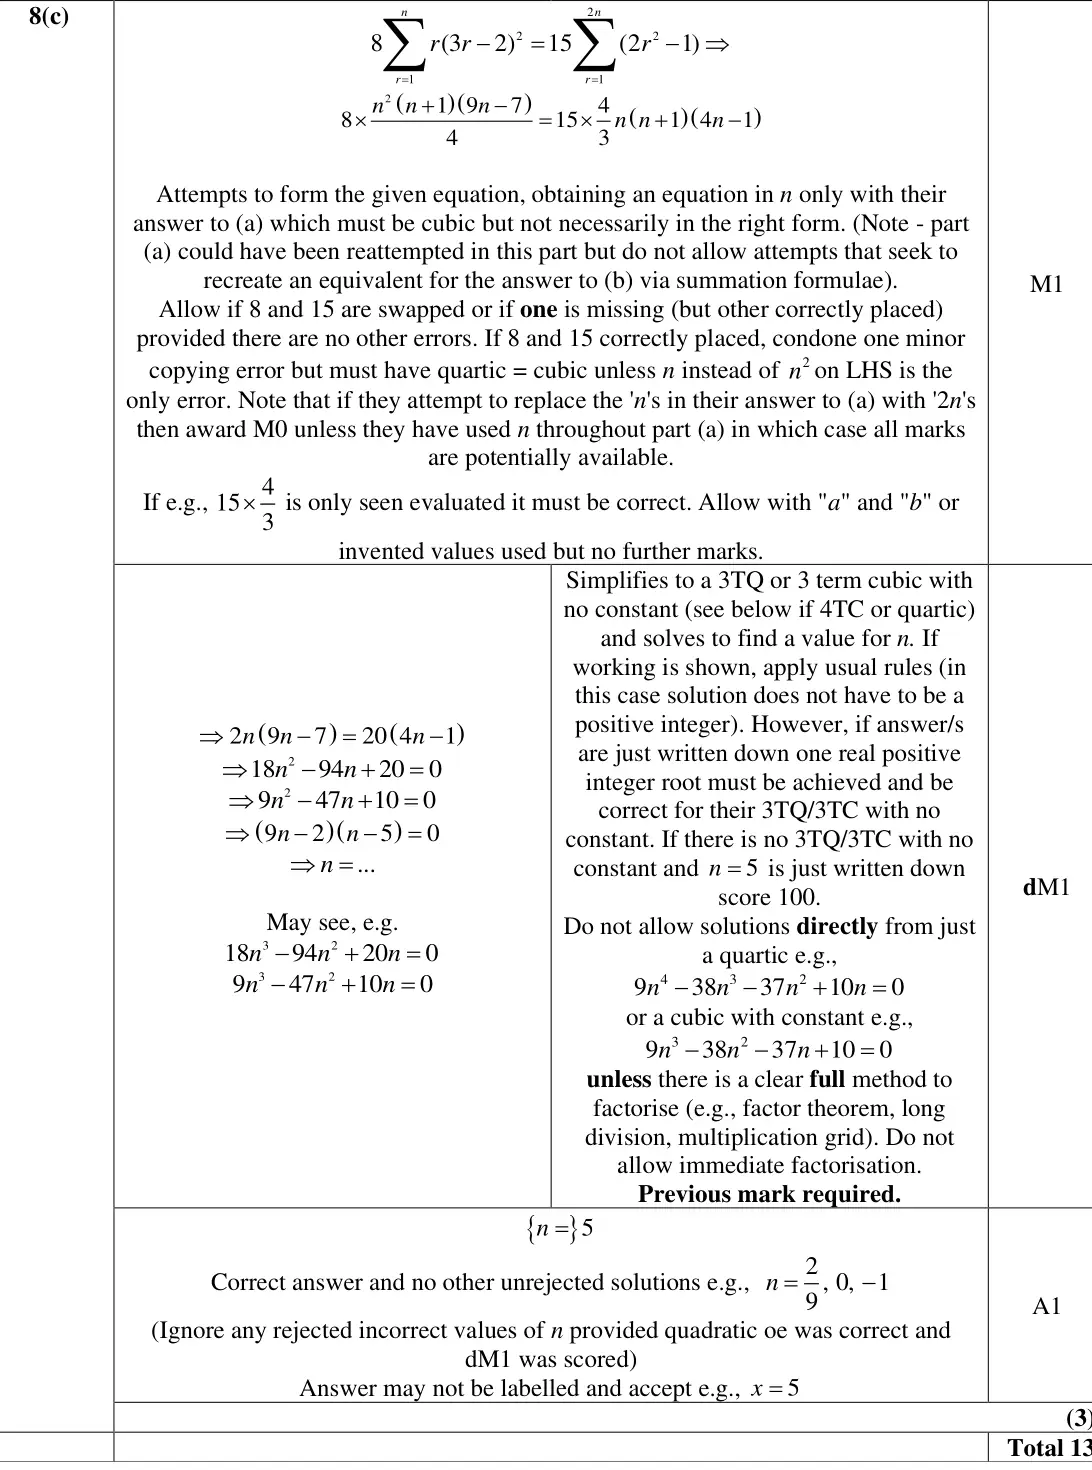 8(c)
8 \sum_{r=1}^{n} r(3r − 2)² = 15 \sum_{r=1}^{2n} (2r² − 1) ⇒
8 × \frac{n²(n+1)(9n−7)}{4} = 15 × \frac{4}{3} n(n+1)(4n−1)
Attempts to form the given equation, obtaining an equation in n only with their
answer to (a) which must be cubic but not necessarily in the right form. (Note - part
(a) could have been reattempted in this part but do not allow attempts that seek to
recreate an equivalent for the answer to (b) via summation formulae).
Allow if 8 and 15 are swapped or if one is missing (but other correctly placed)
provided there are no other errors. If 8 and 15 correctly placed, condone one minor
copying error but must have quartic = cubic unless n instead of n² on LHS is the
only error. Note that if they attempt to replace the 'n's in their answer to (a) with '2n's
then award M0 unless they have used n throughout part (a) in which case all marks
are potentially available.
If e.g., 15 × \frac{4}{3} is only seen evaluated it must be correct. Allow with "a" and "b" or
invented values used but no further marks.
M1
⇒ 2n(9n − 7) = 20(4n − 1)
⇒ 18n² − 94n + 20 = 0
⇒ 9n² − 47n + 10 = 0
⇒ (9n − 2)(n − 5) = 0
⇒ n = ...
May see, e.g.
18n³ − 94n² + 20n = 0
9n³ − 47n² + 10n = 0
Simplifies to a 3TQ or 3 term cubic with
no constant (see below if 4TC or quartic)
and solves to find a value for n. If
working is shown, apply usual rules (in
this case solution does not have to be a
positive integer). However, if answer/s
are just written down one real positive
integer root must be achieved and be
correct for their 3TQ/3TC with no
constant. If there is no 3TQ/3TC with no
constant and n = 5 is just written down
score 100.
Do not allow solutions directly from just
a quartic e.g.,
9n⁴ − 38n³ − 37n² + 10n = 0
or a cubic with constant e.g.,
9n³ − 38n² − 37n + 10 = 0
unless there is a clear full method to
factorise (e.g., factor theorem, long
division, multiplication grid). Do not
allow immediate factorisation.
Previous mark required.
dM1
{n =} 5
Correct answer and no other unrejected solutions e.g., n = \frac{2}{9}, 0, −1
(Ignore any rejected incorrect values of n provided quadratic oe was correct and
dM1 was scored)
Answer may not be labelled and accept e.g., x = 5
A1
(3)
Total 13